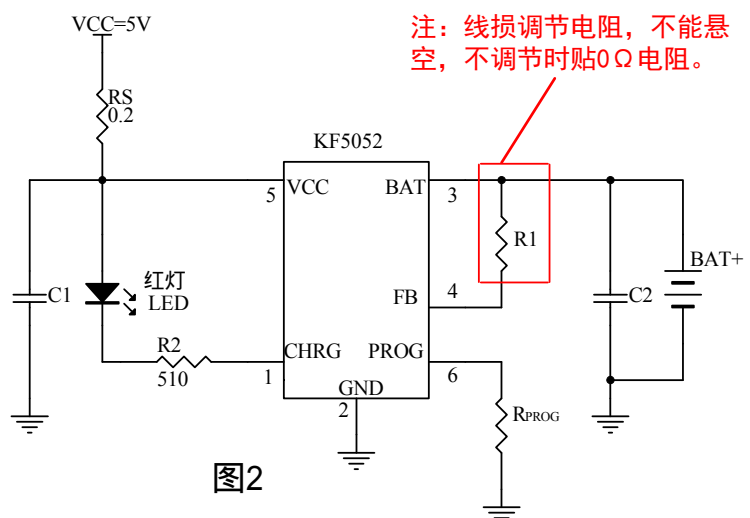 VCC=5V
注：线损调节电阻，不能悬
空，不调节时贴0Ω电阻。
RS
0.2
KF5052
5
VCC
BAT
3
R1
BAT+
红灯
LED
C1
FB
4
C2
R2
510
CHRG
1
PROG
6
GND
2
RPROG
图2